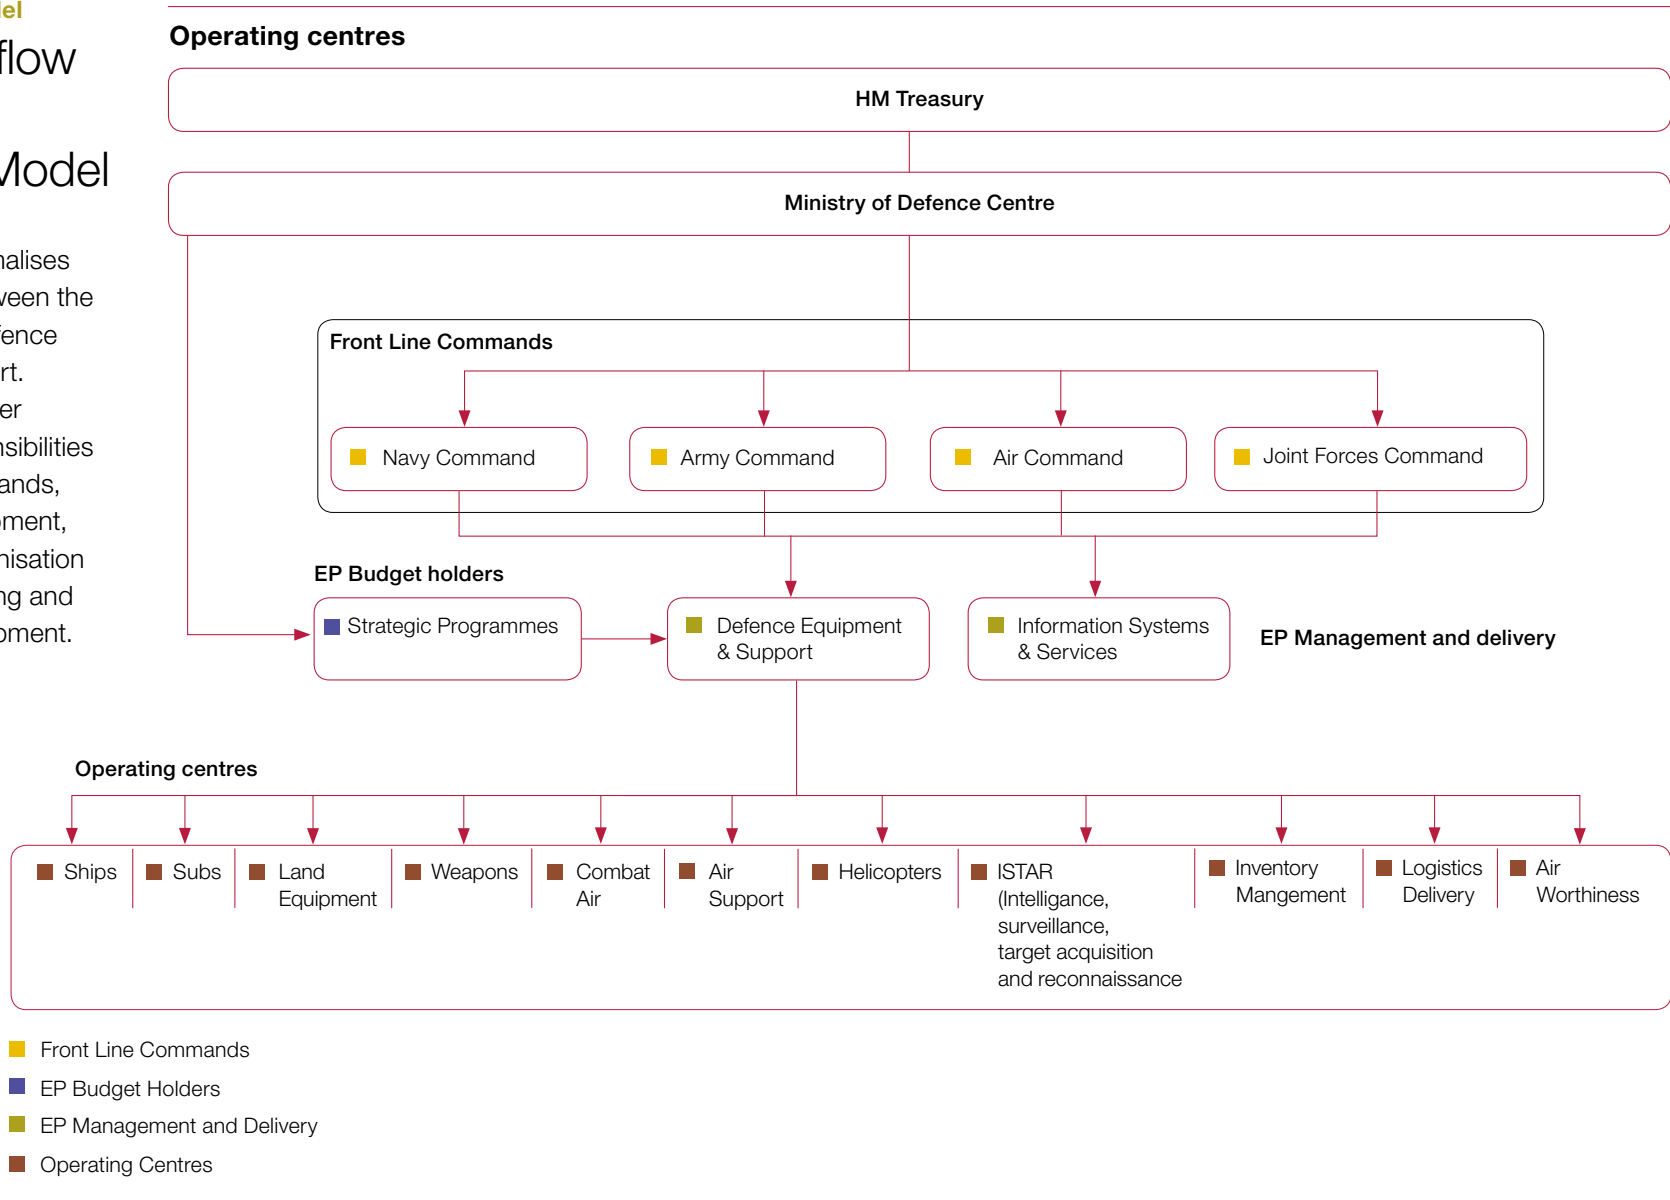 del
flow
Model
nalises
ween the
fence
rt.
er
nsibilities
ands,
pment,
nisation
ng and
pment.
Operating centres
HM Treasury
Ministry of Defence Centre
Front Line Commands
Navy Command
Army Command
Air Command
Joint Forces Command
EP Budget holders
Strategic Programmes
Defence Equipment
& Support
Information Systems
& Services
EP Management and delivery
Operating centres
Ships
Subs
Land
Equipment
Weapons
Combat
Air
Air
Support
Helicopters
ISTAR
(Intelligance,
surveillance,
target acquisition
and reconnaissance
Inventory
Mangement
Logistics
Delivery
Air
Worthiness
Front Line Commands
EP Budget Holders
EP Management and Delivery
Operating Centres